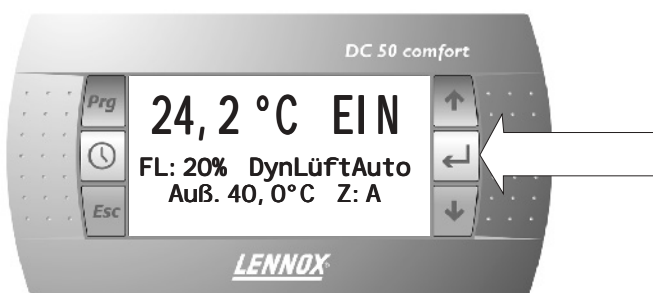 DC 50 comfort
Prg
24,2 °C EIN
FL: 20% DynLüftAuto
Auß. 40,0°C Z: A
Esc
LENNOX